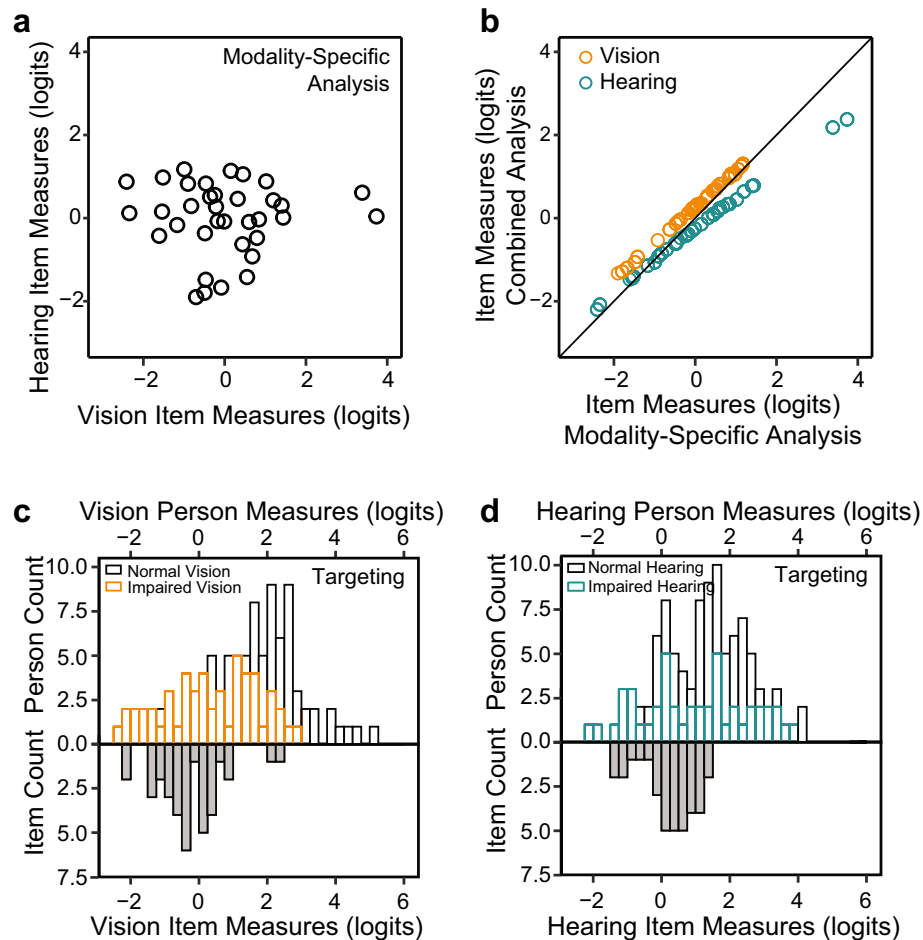 a
Hearing Item Measures (logits)
4
2
0
−2
Modality-Specific
Analysis
−2 0 2 4
Vision Item Measures (logits)
b
Item Measures (logits)
Combined Analysis
4
2
0
−2
Vision
Hearing
−2 0 2 4
Item Measures (logits)
Modality-Specific Analysis
c
Vision Person Measures (logits)
−2 0 2 4 6
Person Count
10.0
7.5
5.0
2.5
0.0
Normal Vision
Impaired Vision
Targeting
Item Count
2.5
5.0
7.5
−2 0 2 4 6
Vision Item Measures (logits)
d
Hearing Person Measures (logits)
−2 0 2 4 6
Person Count
10.0
7.5
5.0
2.5
0.0
Normal Hearing
Impaired Hearing
Targeting
Item Count
2.5
5.0
7.5
−2 0 2 4 6
Hearing Item Measures (logits)